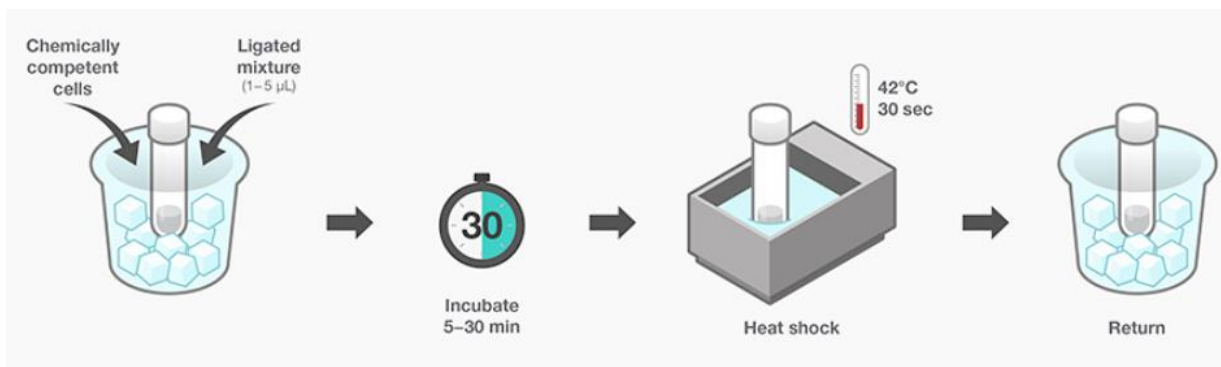 Chemically
competent
cells
Ligated
mixture
(1–5 µL)
30
Incubate
5–30 min
42°C
30 sec
Heat shock
Return